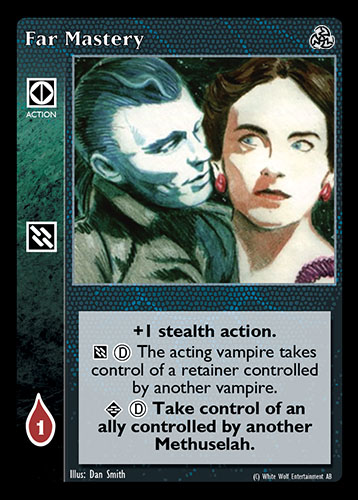 Far Mastery
ACTION
+1 stealth action.
Ⓓ The acting vampire takes
control of a retainer controlled
by another vampire.
Ⓓ Take control of an
ally controlled by another
Methuselah.
1
Illus: Dan Smith
(C) White Wolf Entertainment AB